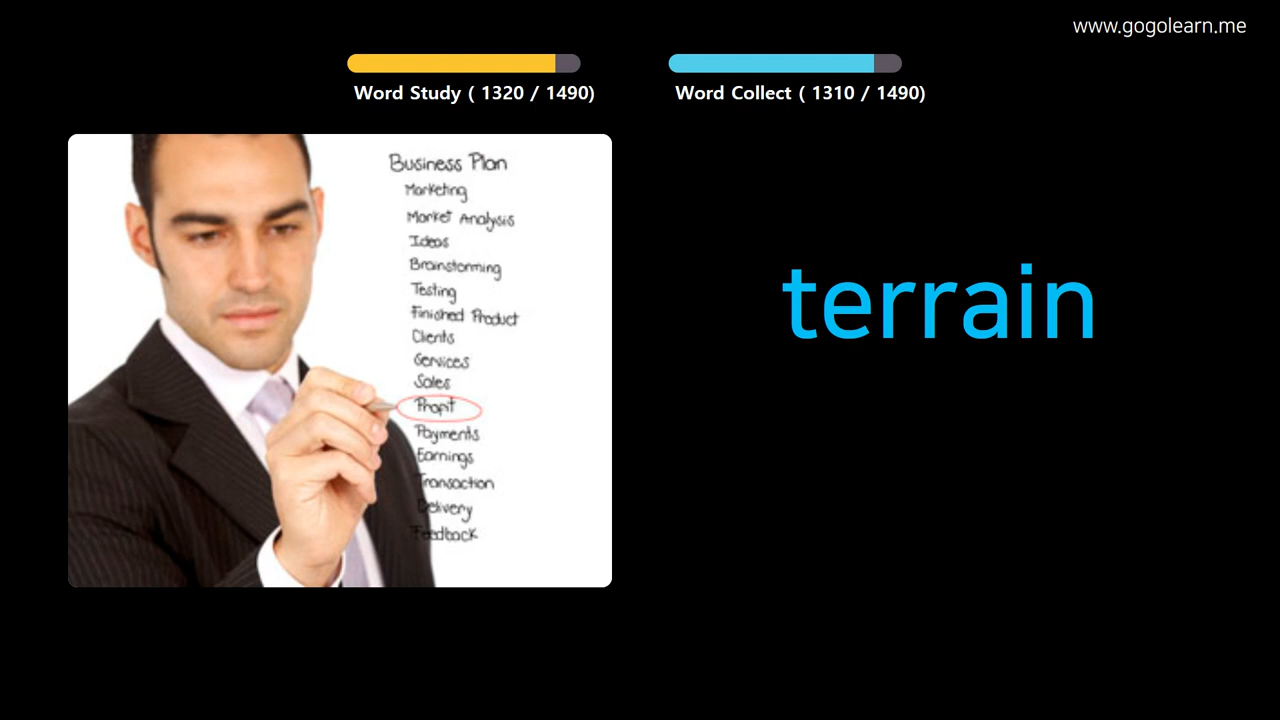 www.gogolearn.me
Word Study ( 1320 / 1490)
Word Collect ( 1310 / 1490)
Business Plan
Marketing
Market Analysis
Ideas
Brainstorming
Testing
Finished Product
Clients
Services
Sales
Profit
Payments
Earnings
Transaction
Delivery
Feedback
terrain